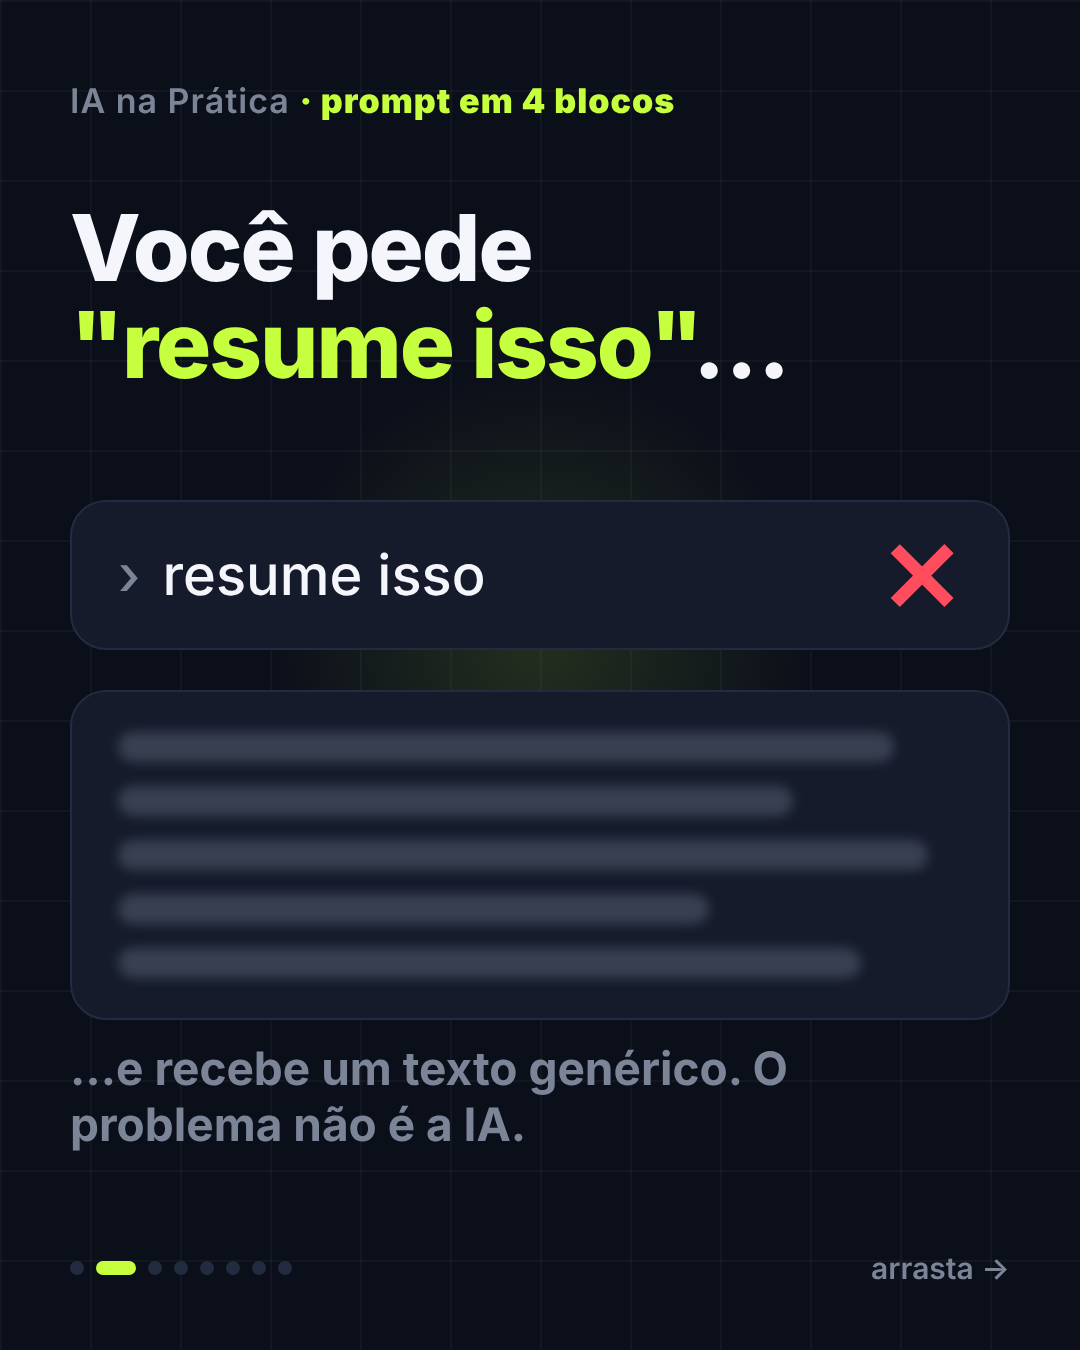 IA na Prática · prompt em 4 blocos
Você pede
"resume isso"...
› resume isso
...e recebe um texto genérico. O
problema não é a IA.
arrasta →